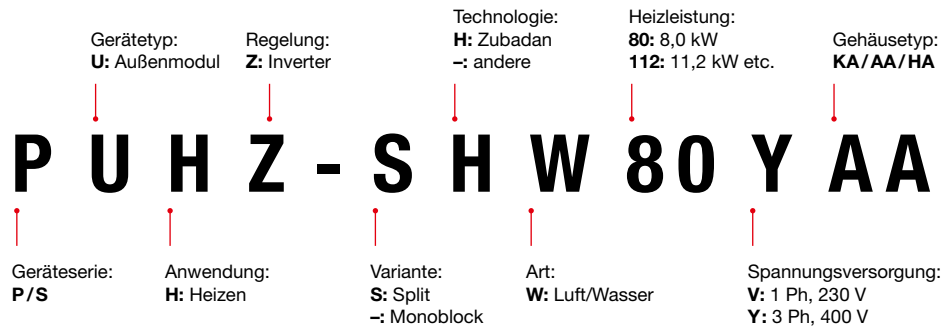 Gerätetyp:
U: Außenmodul
Regelung:
Z: Inverter
Technologie:
H: Zubadan
–: andere
Heizleistung:
80: 8,0 kW
112: 11,2 kW etc.
Gehäusetyp:
KA/AA/HA
PUHZ-SHW80YAA
Geräteserie:
P/S
Anwendung:
H: Heizen
Variante:
S: Split
–: Monoblock
Art:
W: Luft/Wasser
Spannungsversorgung:
V: 1 Ph, 230 V
Y: 3 Ph, 400 V